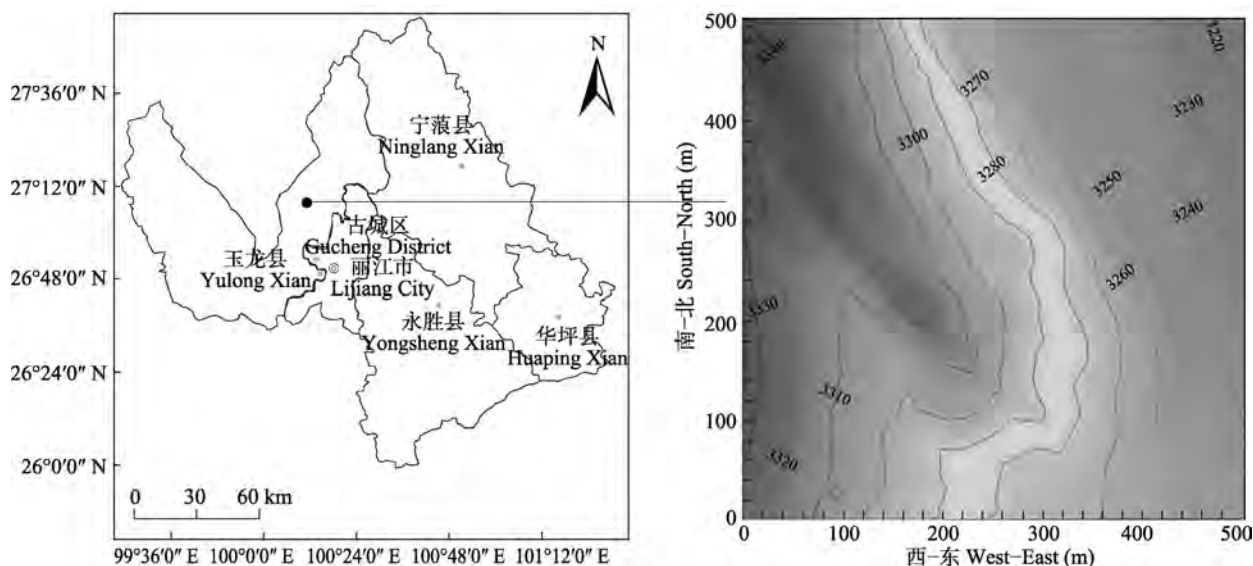 N
27°36′0″ N
27°12′0″ N
26°48′0″ N
26°24′0″ N
26°0′0″ N
宁蒗县
Ninglang Xian
古城区
Gucheng District
玉龙县
Yulong Xian
丽江市
Lijiang City
永胜县
Yongsheng Xian
华坪县
Huaping Xian
0 30 60 km
99°36′0″ E 100°0′0″ E 100°24′0″ E 100°48′0″ E 101°12′0″ E
500
400
300
200
100
0
南−北 South−North (m)
3220
3270
3230
3300
3280
3250
3240
3260
3330
3310
3320
0 100 200 300 400 500
西−东 West−East (m)